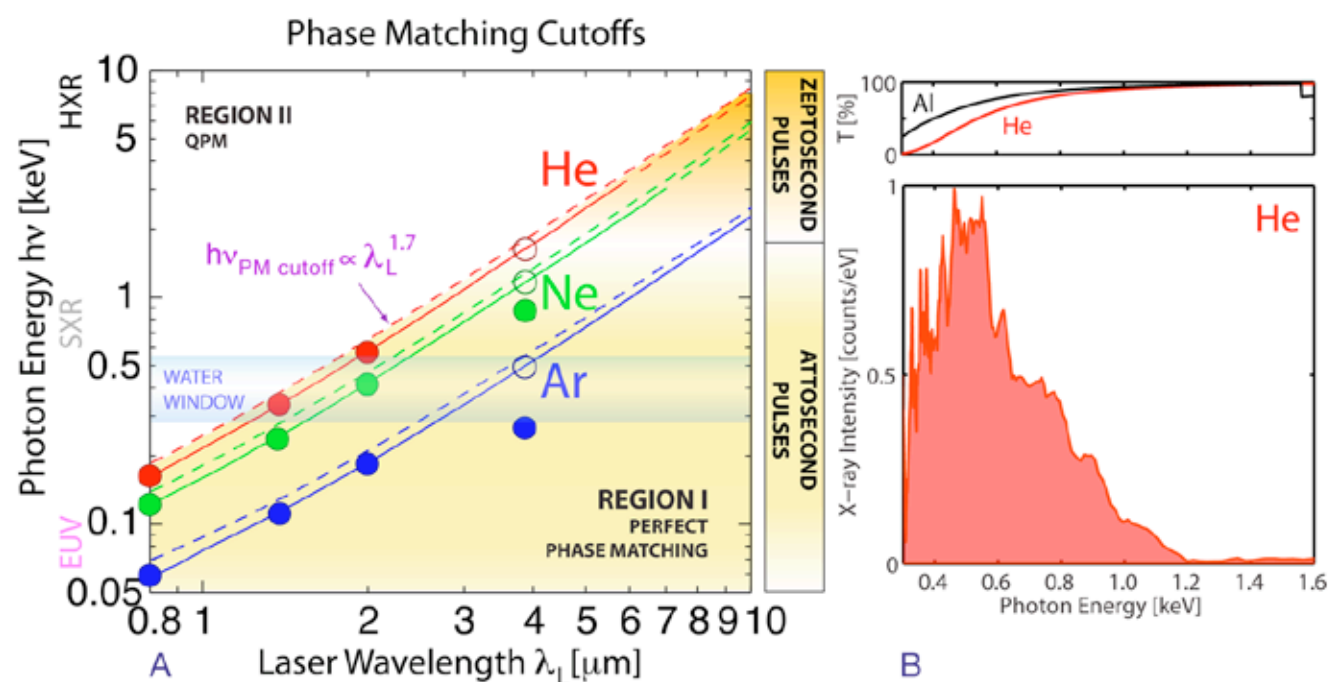 Phase Matching Cutoffs
Photon Energy hν [keV]
HXR
SXR
EUV
10
5
1
0.5
0.1
0.05
REGION II
QPM
He
hνPM cutoff ∝ λL1.7
Ne
WATER
WINDOW
Ar
REGION I
PERFECT
PHASE MATCHING
0.8 1 2 3 4 5 6 7 8 9 10
Laser Wavelength λL [μm]
A
ZEPTOSECOND
PULSES
ATTOSECOND
PULSES
T [%]
100
0
Al
He
X-ray Intensity [counts/eV]
1
0.5
0
He
0.4 0.6 0.8 1.0 1.2 1.4 1.6
Photon Energy [keV]
B